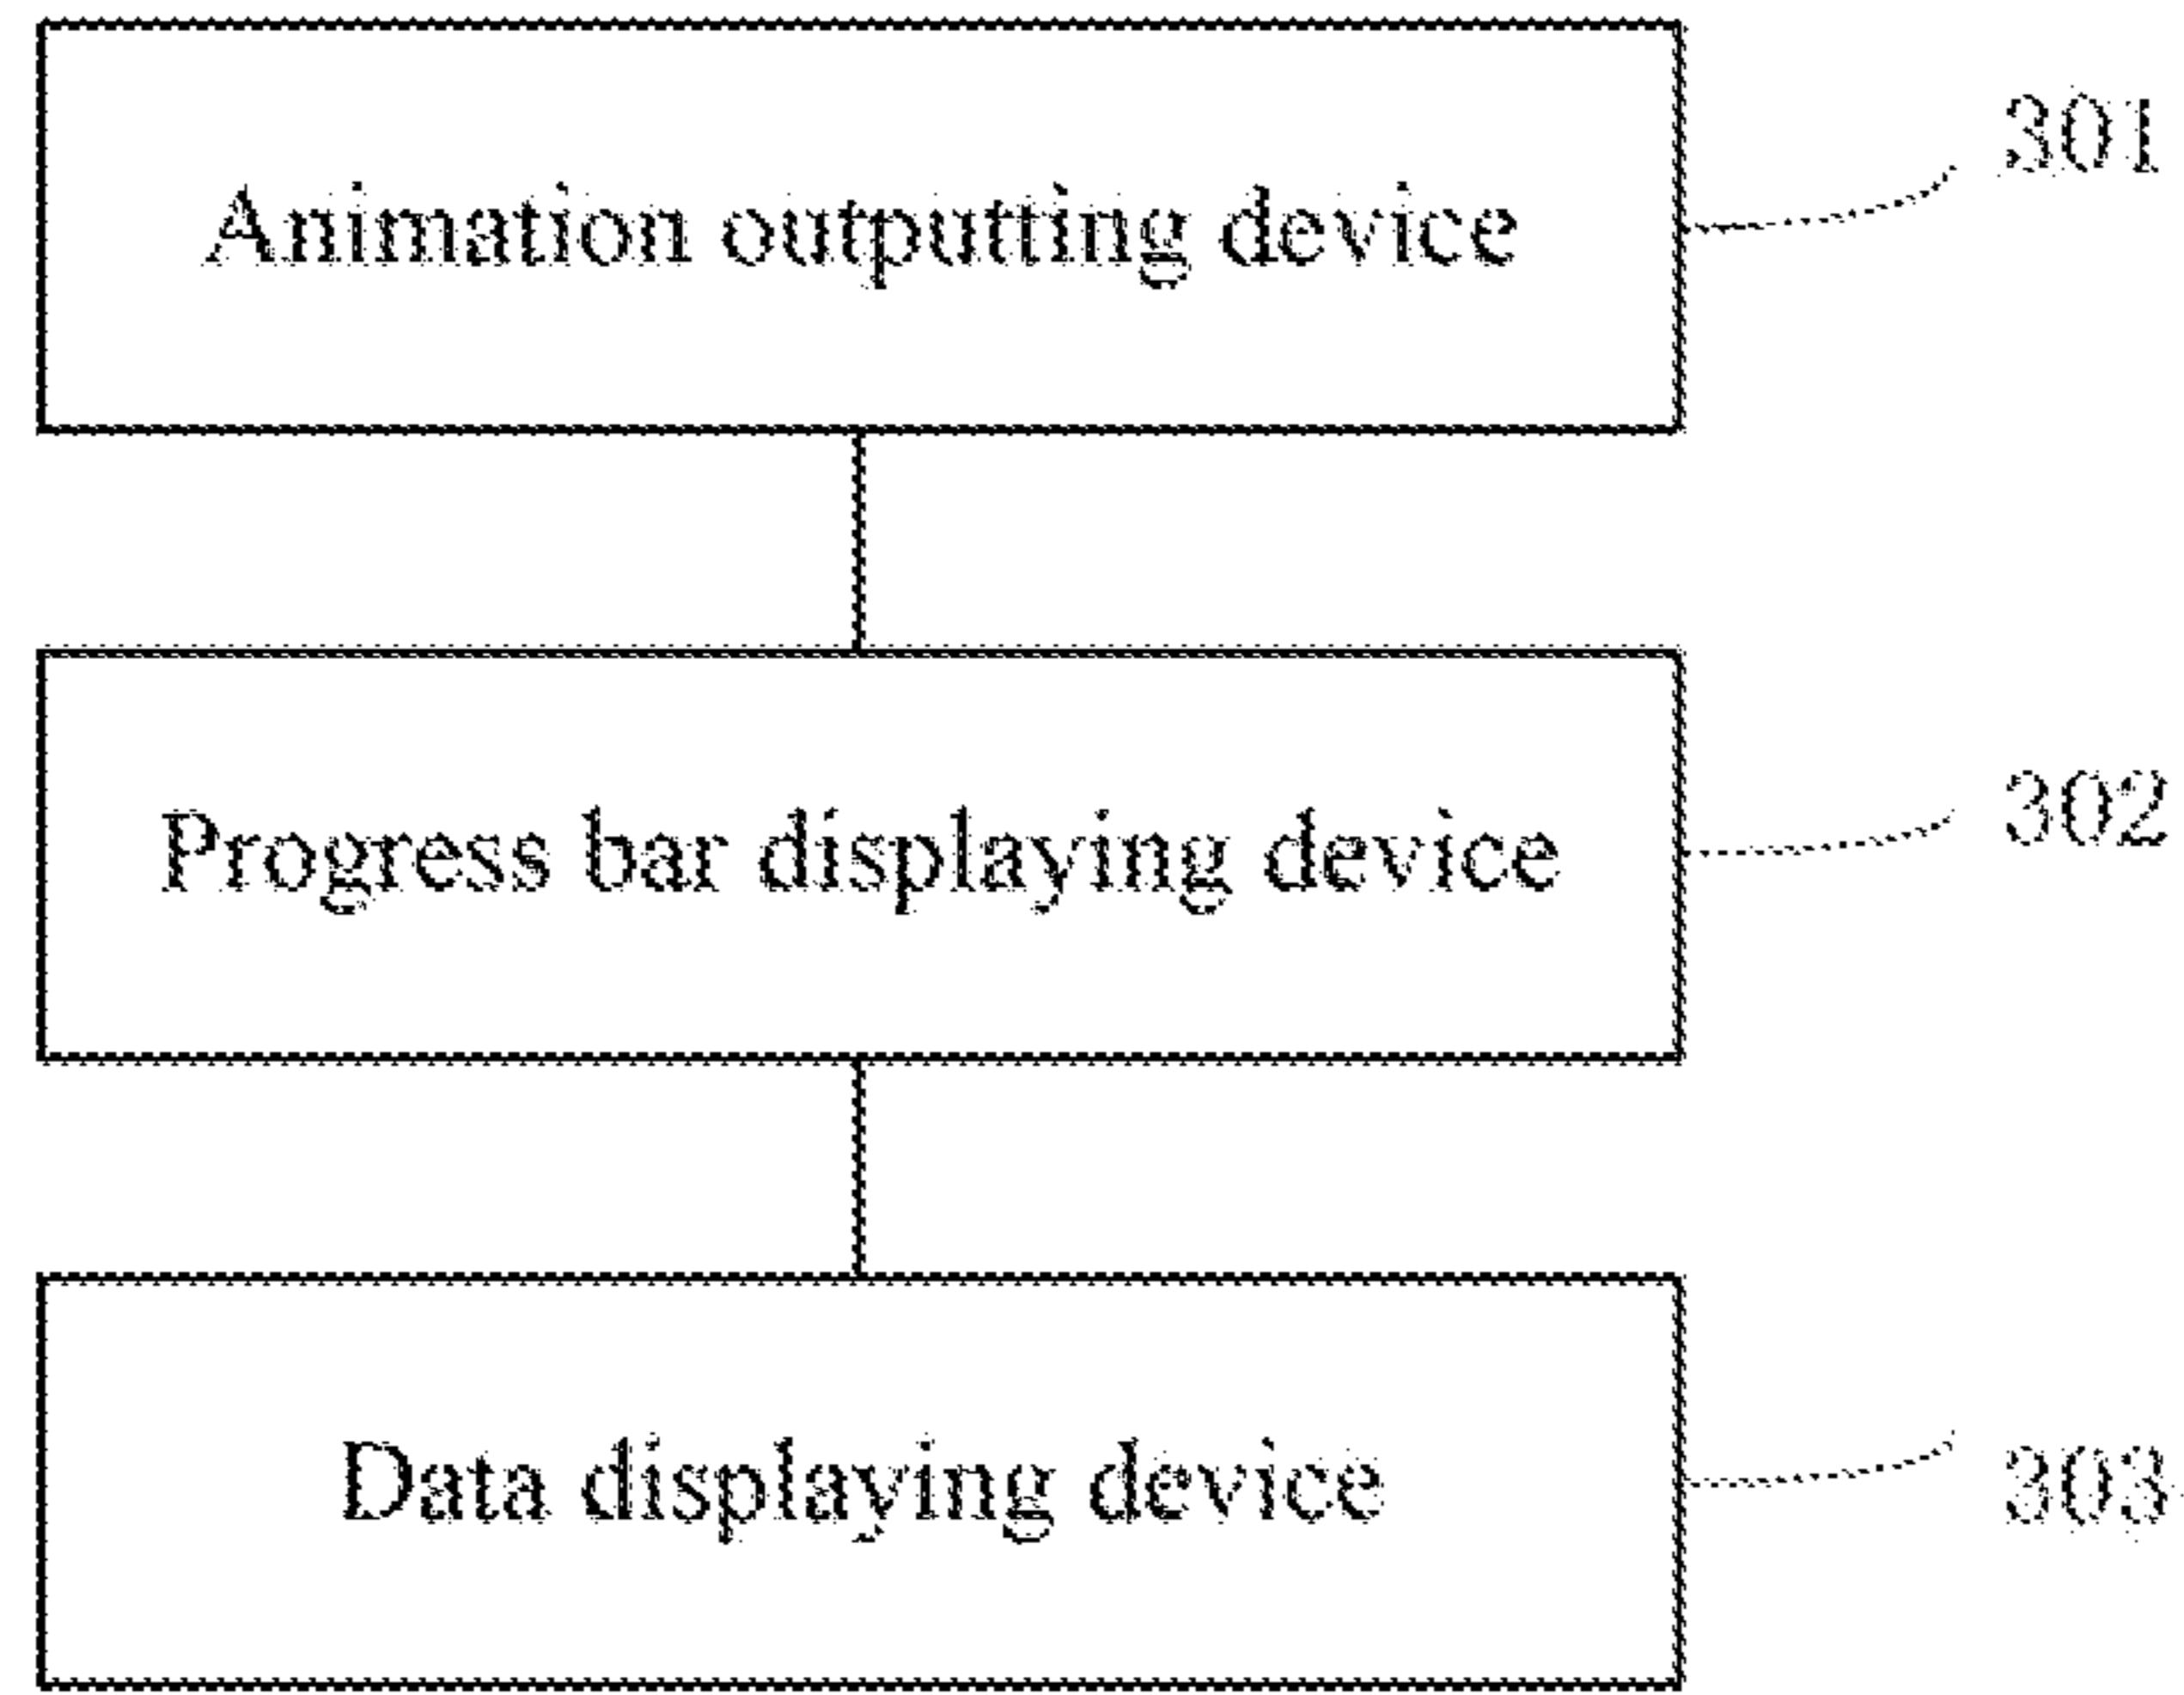 Animation outputting device
301
Progress bar displaying device
302
Data displaying device
303